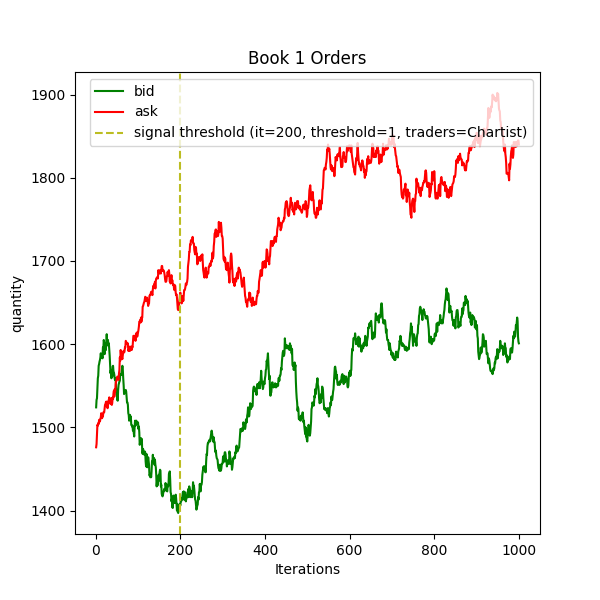 Book 1 Orders
bid
ask
signal threshold (it=200, threshold=1, traders=Chartist)
quantity
1900
1800
1700
1600
1500
1400
0 200 400 600 800 1000
Iterations